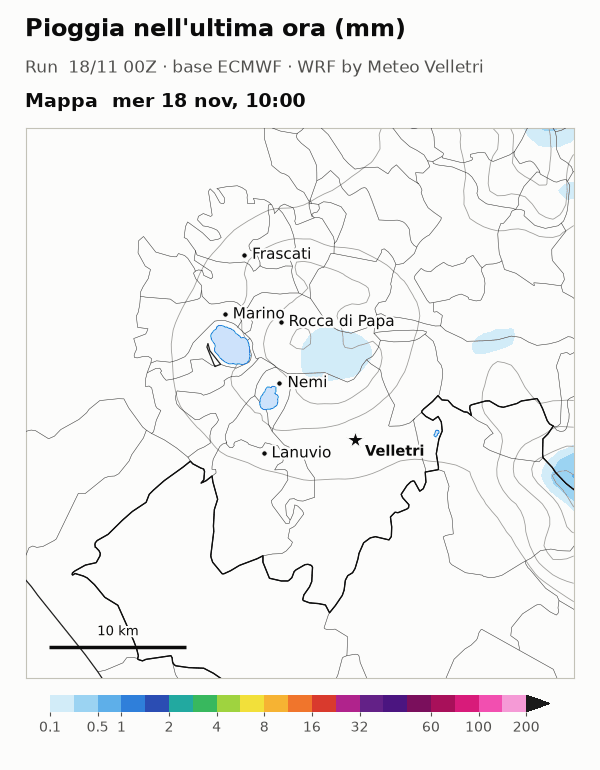 Pioggia nell'ultima ora (mm)
Run  18/11 00Z · base ECMWF · WRF by Meteo Velletri
Mappa  mer 18 nov, 10:00
Frascati
Marino
Rocca di Papa
Nemi
Velletri
Lanuvio
10 km
0.1 0.5 1 2 4 8 16 32 60 100 200